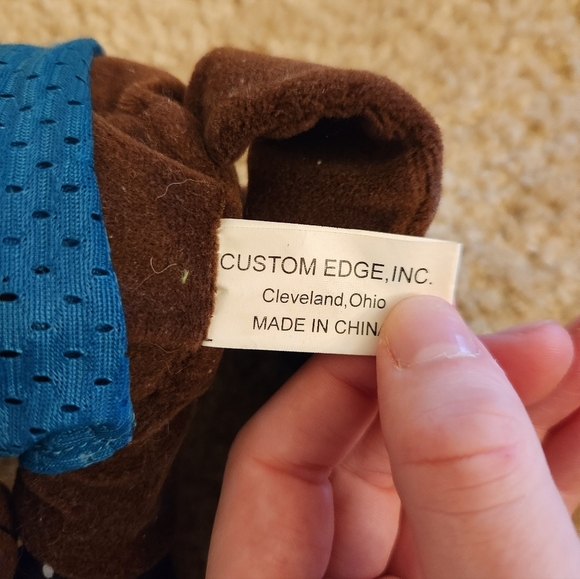 CUSTOM EDGE,INC.
Cleveland,Ohio
MADE IN CHINA